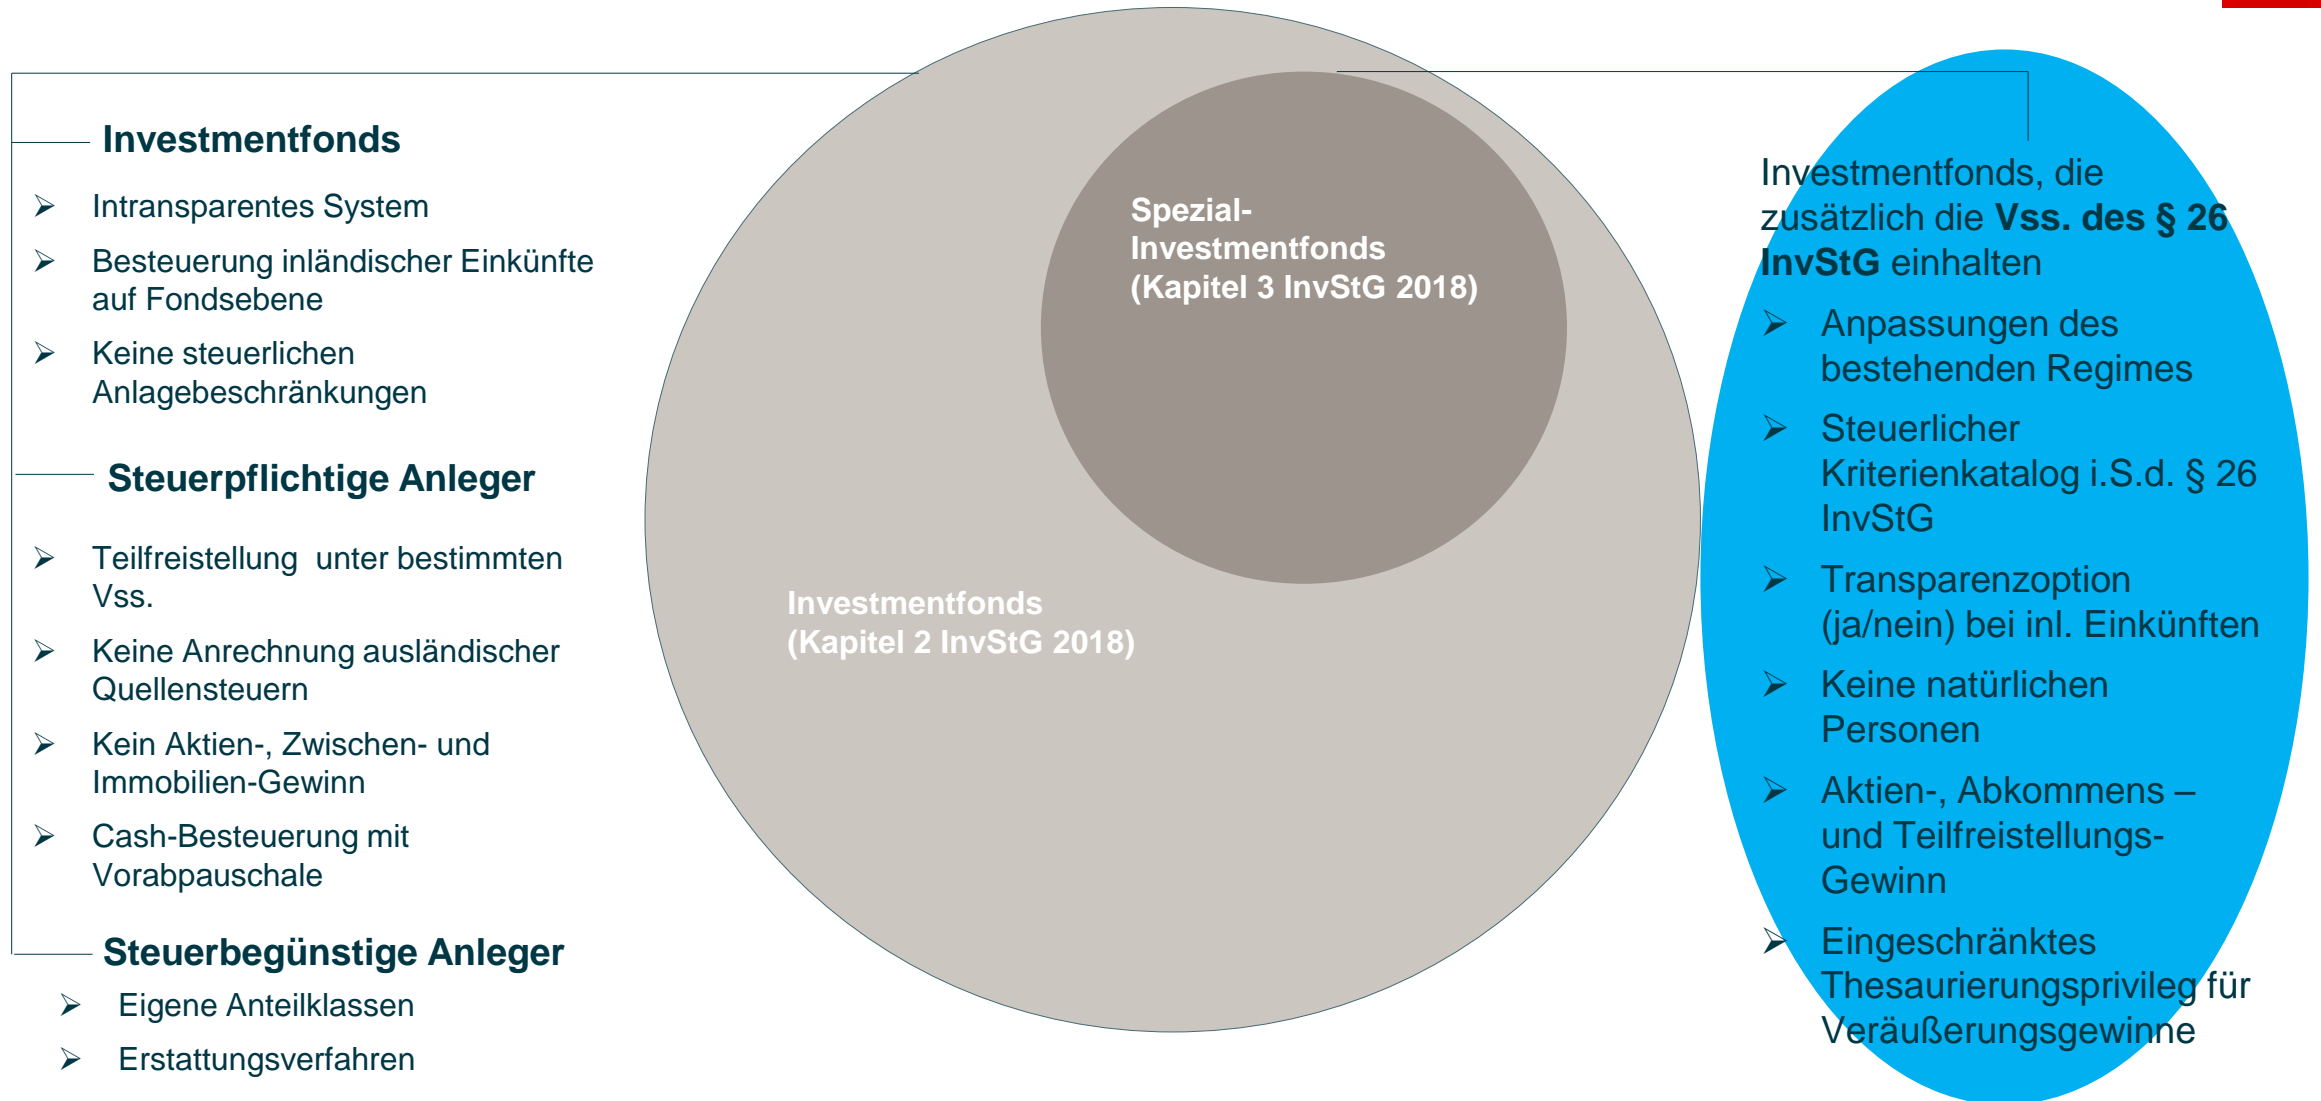 Investmentfonds
➢ Intransparentes System
➢ Besteuerung inländischer Einkünfte
auf Fondsebene
➢ Keine steuerlichen
Anlagebeschränkungen
Steuerpflichtige Anleger
➢ Teilfreistellung unter bestimmten
Vss.
➢ Keine Anrechnung ausländischer
Quellensteuern
➢ Kein Aktien-, Zwischen- und
Immobilien-Gewinn
➢ Cash-Besteuerung mit
Vorabpauschale
Steuerbegünstige Anleger
➢ Eigene Anteilklassen
➢ Erstattungsverfahren
Spezial-
Investmentfonds
(Kapitel 3 InvStG 2018)
Investmentfonds
(Kapitel 2 InvStG 2018)
Investmentfonds, die
zusätzlich die Vss. des § 26
InvStG einhalten
➢ Anpassungen des
bestehenden Regimes
➢ Steuerlicher
Kriterienkatalog i.S.d. § 26
InvStG
➢ Transparenzoption
(ja/nein) bei inl. Einkünften
➢ Keine natürlichen
Personen
➢ Aktien-, Abkommens –
und Teilfreistellungs-
Gewinn
➢ Eingeschränktes
Thesaurierungsprivileg für
Veräußerungsgewinne